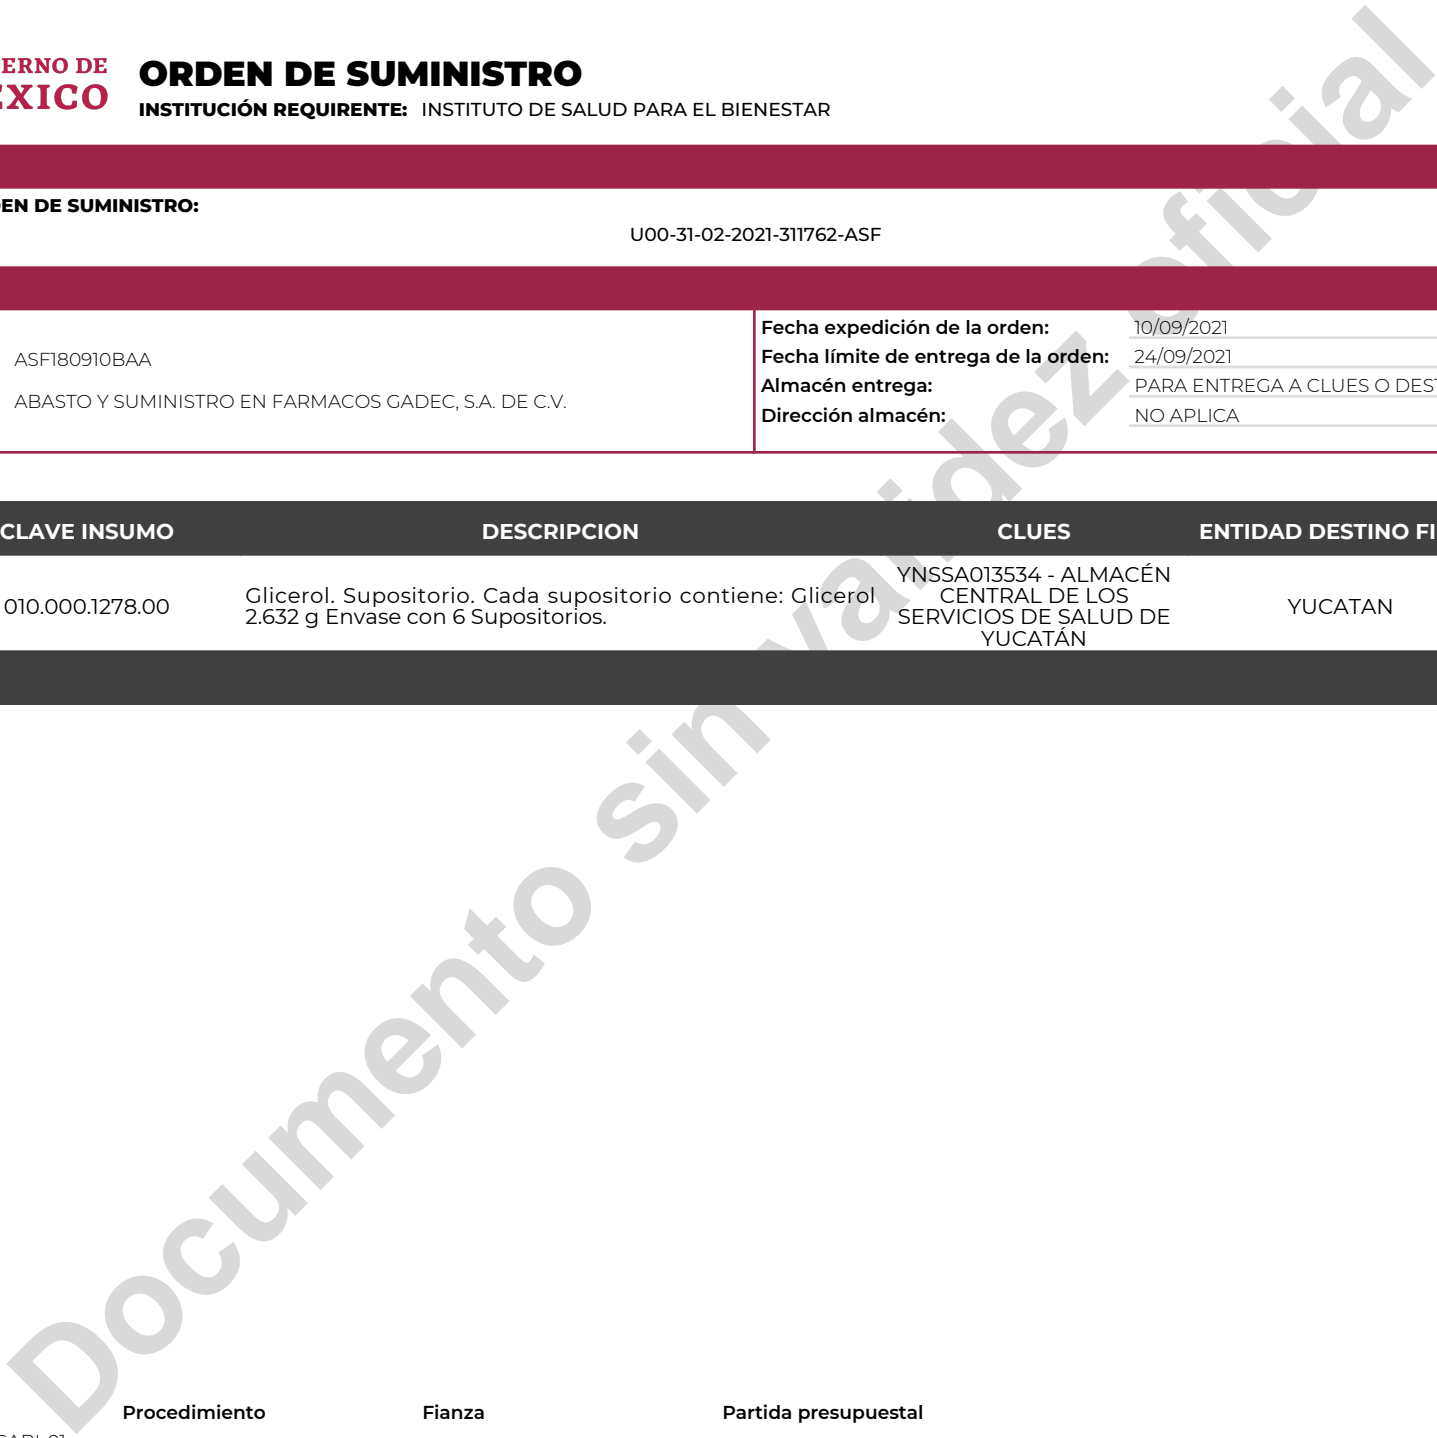 ERNO DE
EXICO
ORDEN DE SUMINISTRO
INSTITUCIÓN REQUIRENTE: INSTITUTO DE SALUD PARA EL BIENESTAR
EN DE SUMINISTRO:
U00-31-02-2021-311762-ASF
ASF180910BAA
ABASTO Y SUMINISTRO EN FARMACOS GADEC, S.A. DE C.V.
Fecha expedición de la orden: 10/09/2021
Fecha límite de entrega de la orden: 24/09/2021
Almacén entrega: PARA ENTREGA A CLUES O DEST
Dirección almacén: NO APLICA
CLAVE INSUMO DESCRIPCION CLUES ENTIDAD DESTINO FI
010.000.1278.00
Glicerol. Supositorio. Cada supositorio contiene: Glicerol
2.632 g Envase con 6 Supositorios.
YNSSA013534 - ALMACÉN
CENTRAL DE LOS
SERVICIOS DE SALUD DE
YUCATÁN
YUCATAN
Documento sin validez oficial
Procedimiento Fianza Partida presupuestal